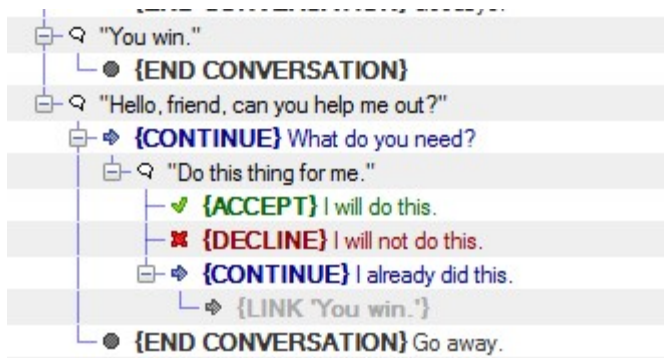 "You win."
{END CONVERSATION}
"Hello, friend, can you help me out?"
{CONTINUE} What do you need?
"Do this thing for me."
{ACCEPT} I will do this.
{DECLINE} I will not do this.
{CONTINUE} I already did this.
{LINK 'You win.'}
{END CONVERSATION} Go away.